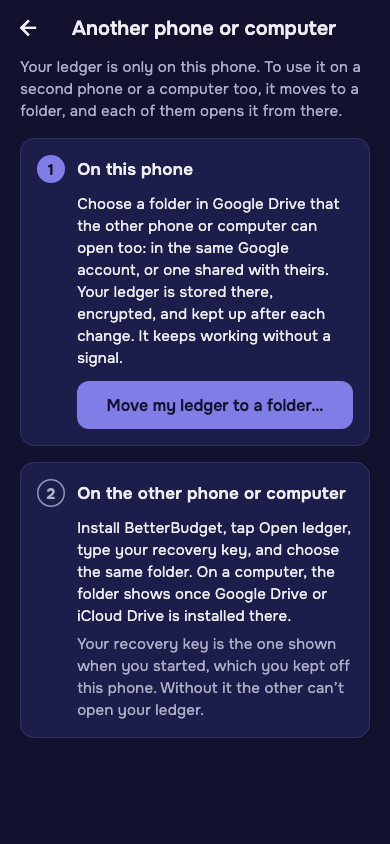 Another phone or computer
Your ledger is only on this phone. To use it on a
second phone or a computer too, it moves to a
folder, and each of them opens it from there.
1
On this phone
Choose a folder in Google Drive that
the other phone or computer can
open too: in the same Google
account, or one shared with theirs.
Your ledger is stored there,
encrypted, and kept up after each
change. It keeps working without a
signal.
Move my ledger to a folder...
2
On the other phone or computer
Install BetterBudget, tap Open ledger,
type your recovery key, and choose
the same folder. On a computer, the
folder shows once Google Drive or
iCloud Drive is installed there.
Your recovery key is the one shown
when you started, which you kept off
this phone. Without it the other can’t
open your ledger.